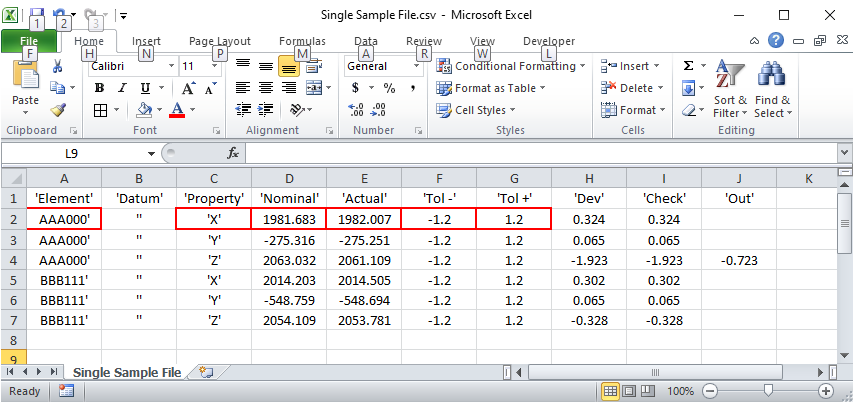 Single Sample File.csv - Microsoft Excel
1 2 3
File Home Insert Page Layout Formulas Data Review View Developer
F H N P M A R W L
Calibri 11 General Conditional Formatting Insert Σ
Paste B I U A A $ % , Format as Table Delete Sort & Find &
A .00 .0 Cell Styles Format Filter Select
Clipboard Font Alignment Number Styles Cells Editing
L9 fx
A B C D E F G H I J K
1 'Element' 'Datum' 'Property' 'Nominal' 'Actual' 'Tol -' 'Tol +' 'Dev' 'Check' 'Out'
2 AAA000' '' 'X' 1981.683 1982.007 -1.2 1.2 0.324 0.324
3 AAA000' '' 'Y' -275.316 -275.251 -1.2 1.2 0.065 0.065
4 AAA000' '' 'Z' 2063.032 2061.109 -1.2 1.2 -1.923 -1.923 -0.723
5 BBB111' '' 'X' 2014.203 2014.505 -1.2 1.2 0.302 0.302
6 BBB111' '' 'Y' -548.759 -548.694 -1.2 1.2 0.065 0.065
7 BBB111' '' 'Z' 2054.109 2053.781 -1.2 1.2 -0.328 -0.328
8
9
Single Sample File
Ready 100%